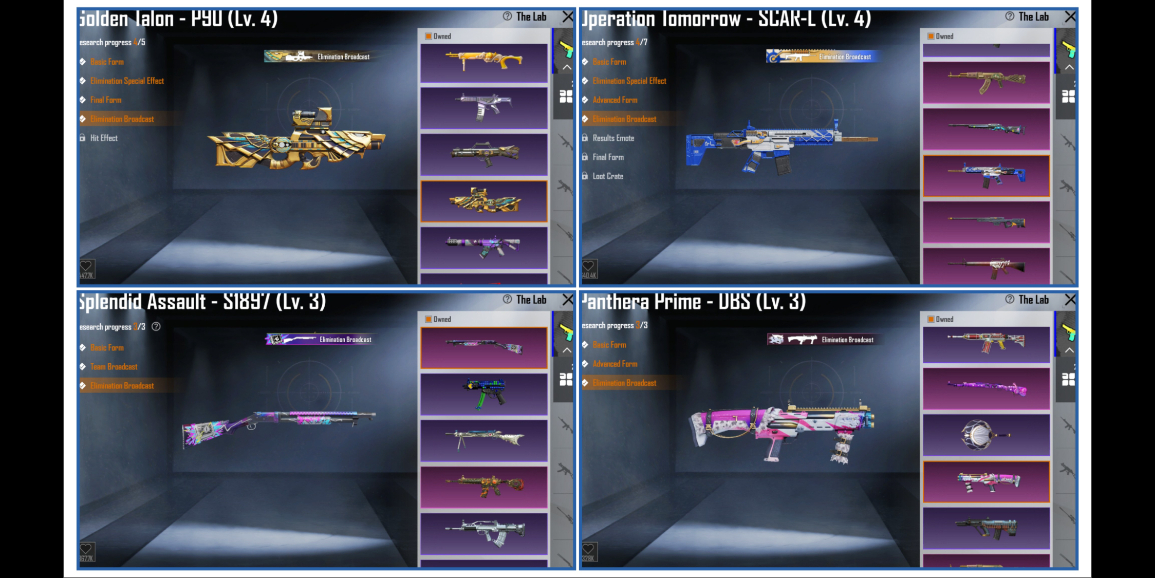 Golden Talon - P90 (Lv. 4)
The Lab
esearch progress 4/5
Owned
Basic Form
Elimination Special Effect
Final Form
Elimination Broadcast
Hit Effect
Elimination Broadcast
Operation Tomorrow - SCAR-L (Lv. 4)
The Lab
esearch progress 4/7
Owned
Basic Form
Elimination Special Effect
Advanced Form
Elimination Broadcast
Results Emote
Final Form
Loot Crate
Elimination Broadcast
Splendid Assault - S1897 (Lv. 3)
The Lab
esearch progress 3/3
Owned
Basic Form
Team Broadcast
Elimination Broadcast
Elimination Broadcast
Panthera Prime - DBS (Lv. 3)
The Lab
esearch progress 3/3
Owned
Basic Form
Advanced Form
Elimination Broadcast
Elimination Broadcast